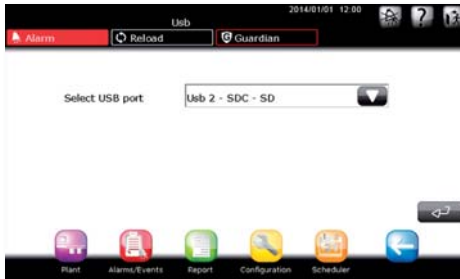 2014/01/01 12:00
Usb
Alarm
Reload
Guardian
Select USB port
Usb 2 - SDC - SD
Plant
Alarms/Events
Report
Configuration
Scheduler